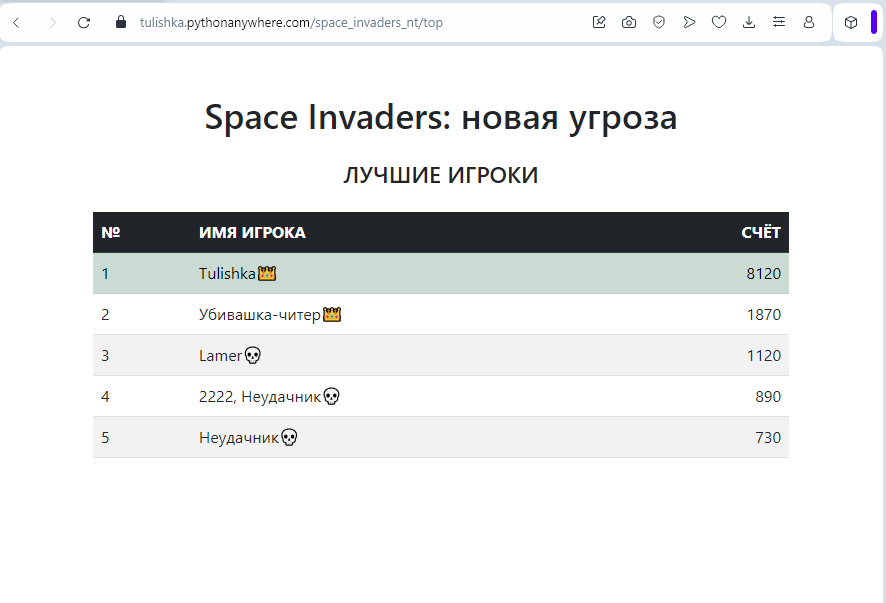 tulishka.pythonanywhere.com/space_invaders_nt/top
Space Invaders: новая угроза
ЛУЧШИЕ ИГРОКИ
№ ИМЯ ИГРОКА СЧЁТ
1 Tulishka👑 8120
2 Убивашка-читер👑 1870
3 Lamer💀 1120
4 2222, Неудачник💀 890
5 Неудачник💀 730